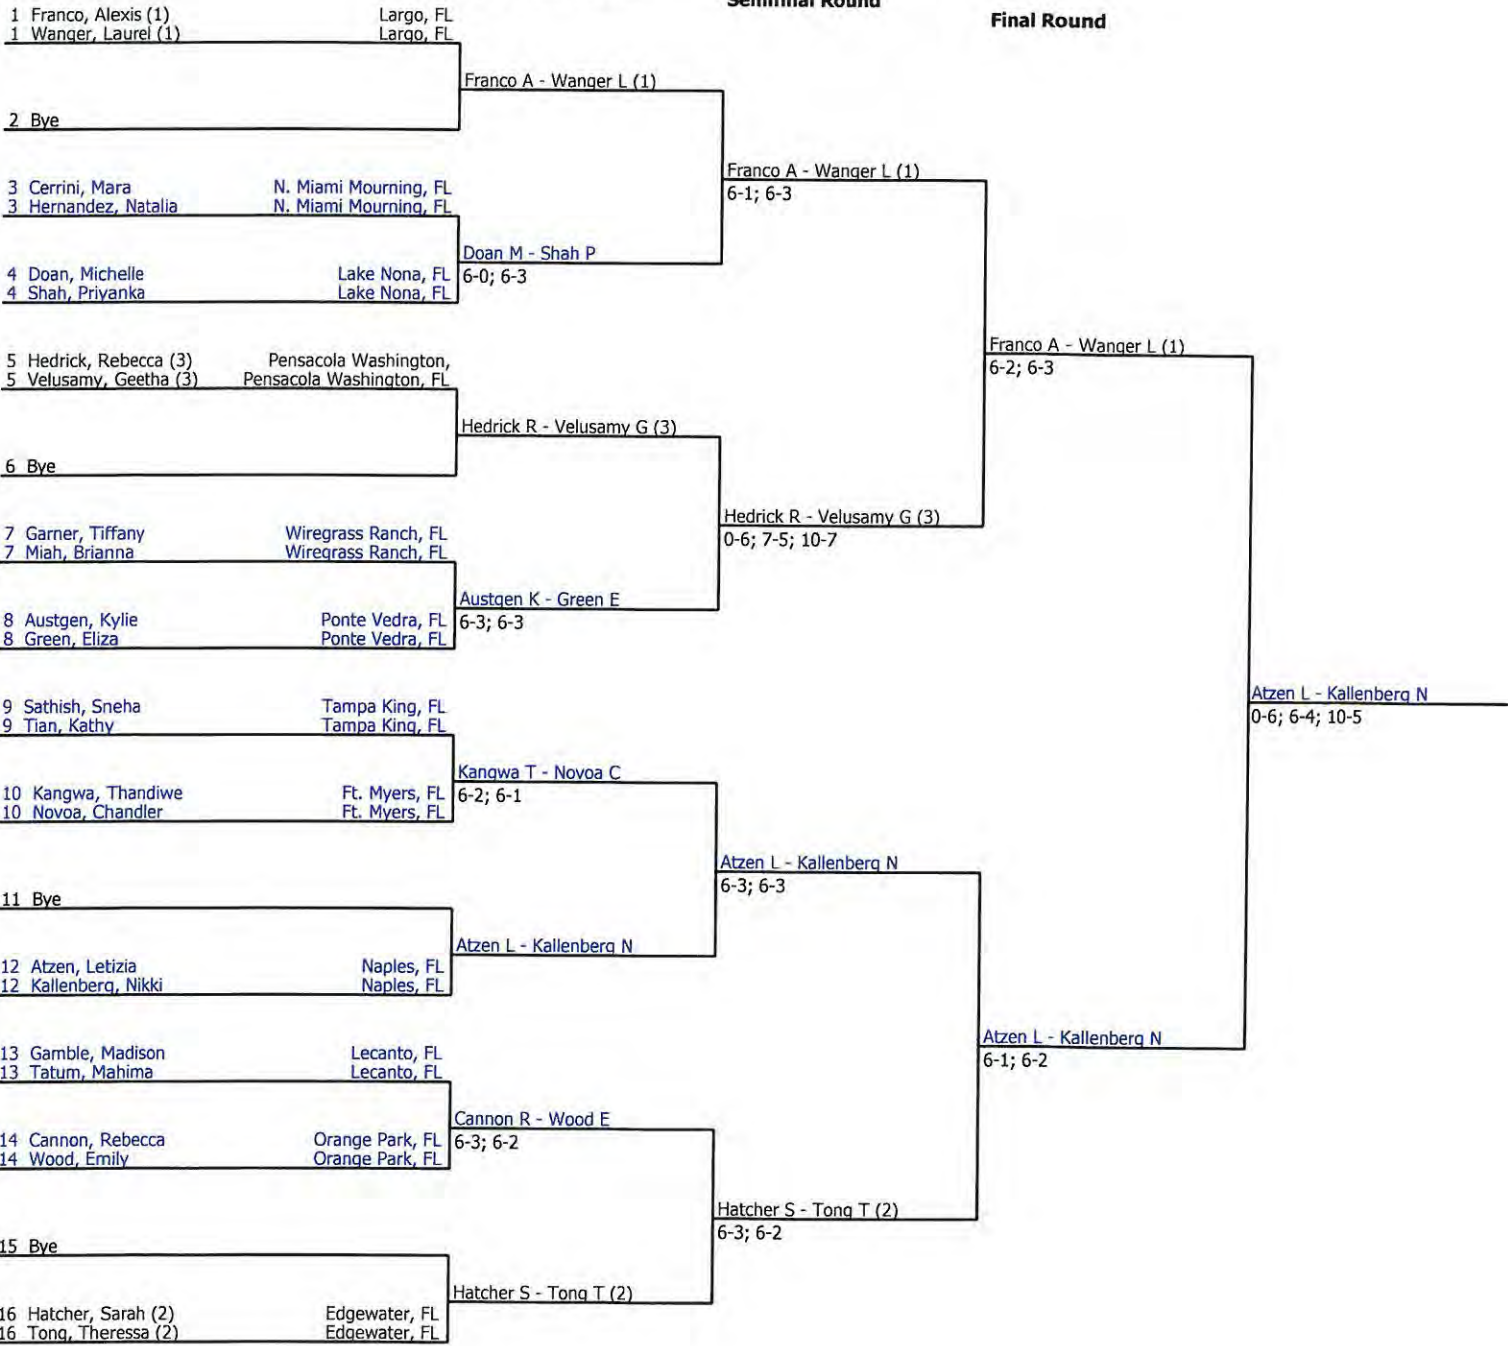 Semifinal Round
Final Round
1 Franco, Alexis (1) Largo, FL
1 Wanger, Laurel (1) Largo, FL
Franco A - Wanger L (1)
2 Bye
Franco A - Wanger L (1)
6-1; 6-3
3 Cerrini, Mara N. Miami Mourning, FL
3 Hernandez, Natalia N. Miami Mourning, FL
Doan M - Shah P
6-0; 6-3
4 Doan, Michelle Lake Nona, FL
4 Shah, Priyanka Lake Nona, FL
Franco A - Wanger L (1)
6-2; 6-3
5 Hedrick, Rebecca (3) Pensacola Washington,
5 Velusamy, Geetha (3) Pensacola Washington, FL
Hedrick R - Velusamy G (3)
6 Bye
Hedrick R - Velusamy G (3)
0-6; 7-5; 10-7
7 Garner, Tiffany Wiregrass Ranch, FL
7 Miah, Brianna Wiregrass Ranch, FL
Austgen K - Green E
6-3; 6-3
8 Austgen, Kylie Ponte Vedra, FL
8 Green, Eliza Ponte Vedra, FL
Atzen L - Kallenberg N
0-6; 6-4; 10-5
9 Sathish, Sneha Tampa King, FL
9 Tian, Kathy Tampa King, FL
Kangwa T - Novoa C
6-2; 6-1
10 Kangwa, Thandiwe Ft. Myers, FL
10 Novoa, Chandler Ft. Myers, FL
Atzen L - Kallenberg N
6-3; 6-3
11 Bye
Atzen L - Kallenberg N
12 Atzen, Letizia Naples, FL
12 Kallenberg, Nikki Naples, FL
Atzen L - Kallenberg N
6-1; 6-2
13 Gamble, Madison Lecanto, FL
13 Tatum, Mahima Lecanto, FL
Cannon R - Wood E
6-3; 6-2
14 Cannon, Rebecca Orange Park, FL
14 Wood, Emily Orange Park, FL
Hatcher S - Tong T (2)
6-3; 6-2
15 Bye
Hatcher S - Tong T (2)
16 Hatcher, Sarah (2) Edgewater, FL
16 Tong, Theressa (2) Edgewater, FL